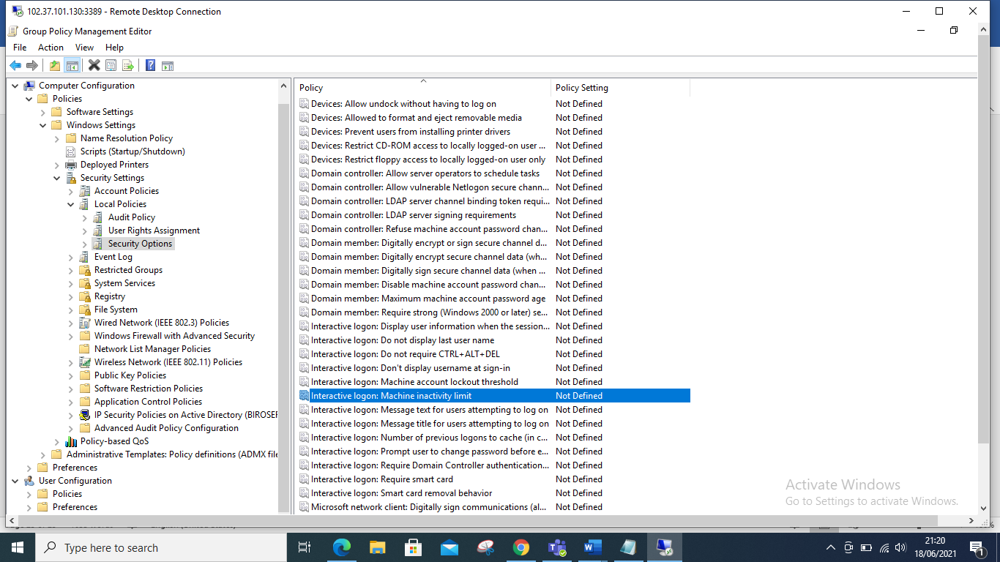 102.37.101.130:3389 - Remote Desktop Connection
Group Policy Management Editor
File Action View Help
Computer Configuration
Policies
Software Settings
Windows Settings
Name Resolution Policy
Scripts (Startup/Shutdown)
Deployed Printers
Security Settings
Account Policies
Local Policies
Audit Policy
User Rights Assignment
Security Options
Event Log
Restricted Groups
System Services
Registry
File System
Wired Network (IEEE 802.3) Policies
Windows Firewall with Advanced Security
Network List Manager Policies
Wireless Network (IEEE 802.11) Policies
Public Key Policies
Software Restriction Policies
Application Control Policies
IP Security Policies on Active Directory (BIROSEF
Advanced Audit Policy Configuration
Policy-based QoS
Administrative Templates: Policy definitions (ADMX file
Preferences
User Configuration
Policies
Preferences
Policy Policy Setting
Devices: Allow undock without having to log on Not Defined
Devices: Allowed to format and eject removable media Not Defined
Devices: Prevent users from installing printer drivers Not Defined
Devices: Restrict CD-ROM access to locally logged-on user ... Not Defined
Devices: Restrict floppy access to locally logged-on user only Not Defined
Domain controller: Allow server operators to schedule tasks Not Defined
Domain controller: Allow vulnerable Netlogon secure chann... Not Defined
Domain controller: LDAP server channel binding token requi... Not Defined
Domain controller: LDAP server signing requirements Not Defined
Domain controller: Refuse machine account password chan... Not Defined
Domain member: Digitally encrypt or sign secure channel d... Not Defined
Domain member: Digitally encrypt secure channel data (wh... Not Defined
Domain member: Digitally sign secure channel data (when ... Not Defined
Domain member: Disable machine account password chan... Not Defined
Domain member: Maximum machine account password age Not Defined
Domain member: Require strong (Windows 2000 or later) se... Not Defined
Interactive logon: Display user information when the session... Not Defined
Interactive logon: Do not display last user name Not Defined
Interactive logon: Do not require CTRL+ALT+DEL Not Defined
Interactive logon: Don't display username at sign-in Not Defined
Interactive logon: Machine account lockout threshold Not Defined
Interactive logon: Machine inactivity limit Not Defined
Interactive logon: Message text for users attempting to log on Not Defined
Interactive logon: Message title for users attempting to log on Not Defined
Interactive logon: Number of previous logons to cache (in c... Not Defined
Interactive logon: Prompt user to change password before e... Not Defined
Interactive logon: Require Domain Controller authentication... Not Defined
Interactive logon: Require smart card Not Defined
Interactive logon: Smart card removal behavior Not Defined
Microsoft network client: Digitally sign communications (al... Not Defined
Activate Windows
Go to Settings to activate Windows.
Type here to search
21:20
18/06/2021
1